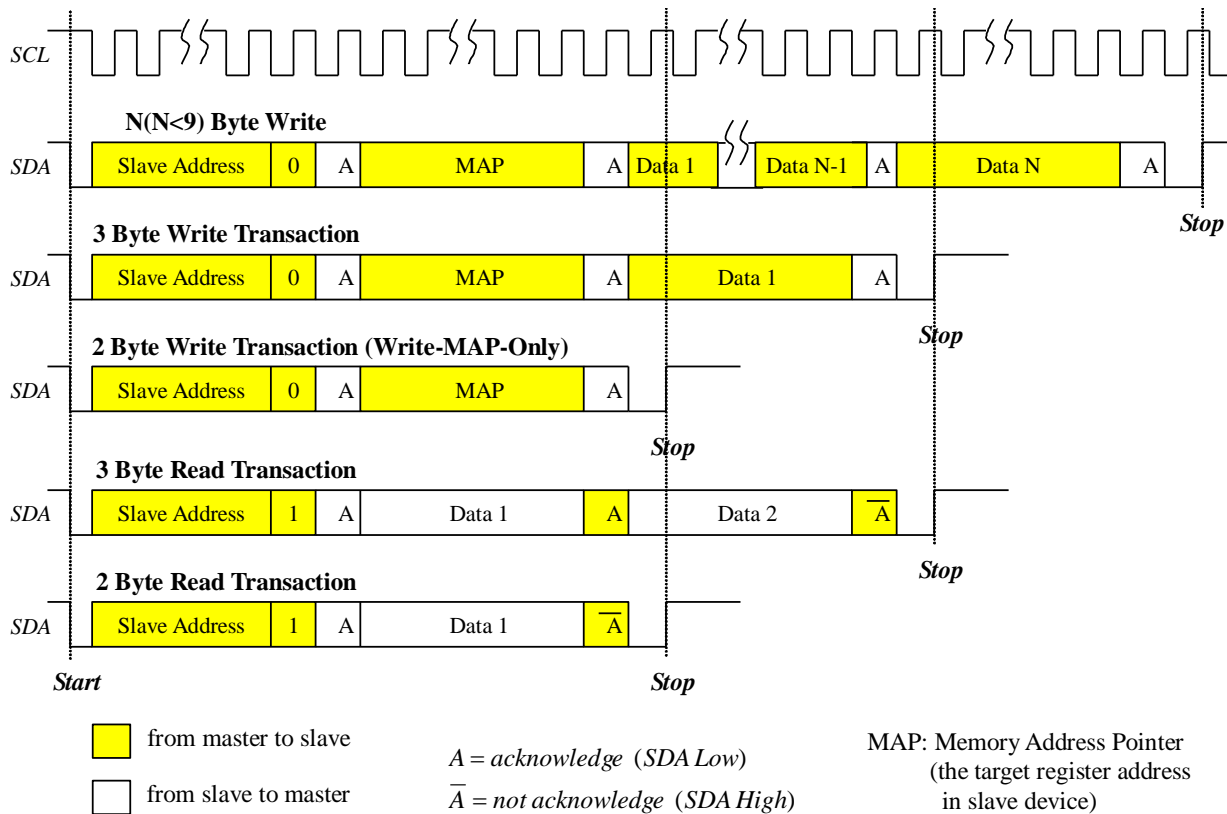 SCL
N(N<9) Byte Write
SDA Slave Address 0 A MAP A Data 1 Data N-1 A Data N A
Stop
3 Byte Write Transaction
SDA Slave Address 0 A MAP A Data 1 A
Stop
2 Byte Write Transaction (Write-MAP-Only)
SDA Slave Address 0 A MAP A
Stop
3 Byte Read Transaction
SDA Slave Address 1 A Data 1 A Data 2 A̅
Stop
2 Byte Read Transaction
SDA Slave Address 1 A Data 1 A̅
Start Stop
from master to slave
from slave to master
A = acknowledge (SDA Low)
A̅ = not acknowledge (SDA High)
MAP: Memory Address Pointer
(the target register address
in slave device)